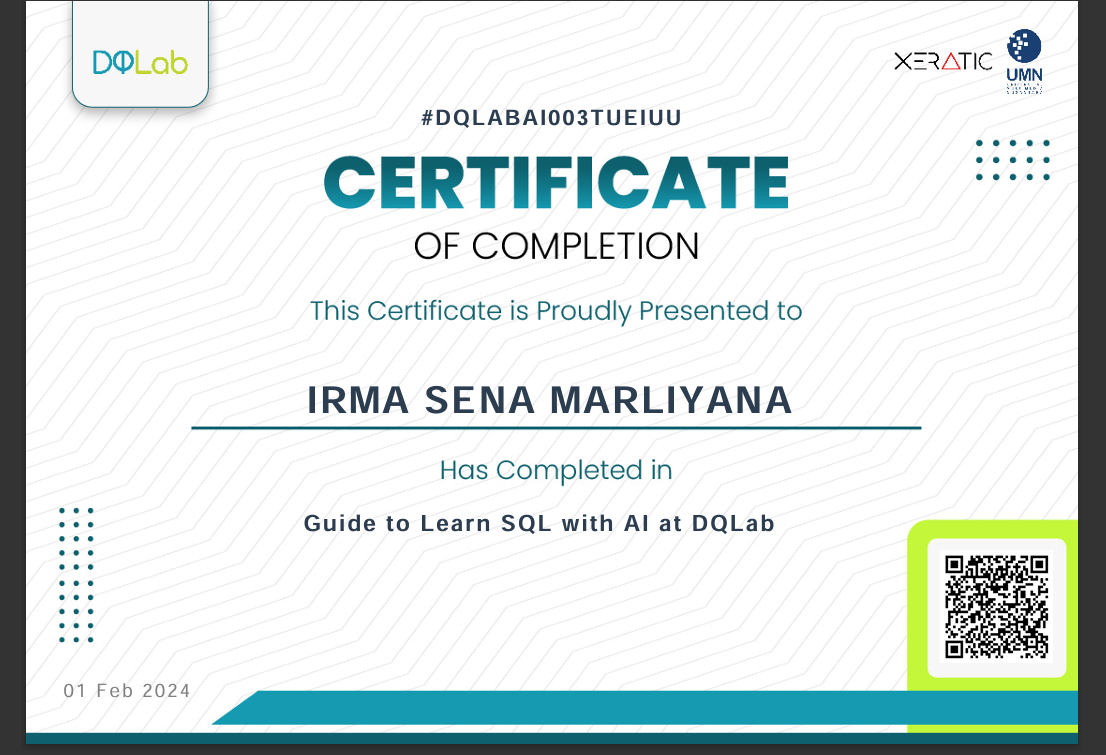 DQLab
XERATIC
UMN
#DQLABAI003TUEIUU
CERTIFICATE
OF COMPLETION
This Certificate is Proudly Presented to
IRMA SENA MARLIYANA
Has Completed in
Guide to Learn SQL with AI at DQLab
01 Feb 2024